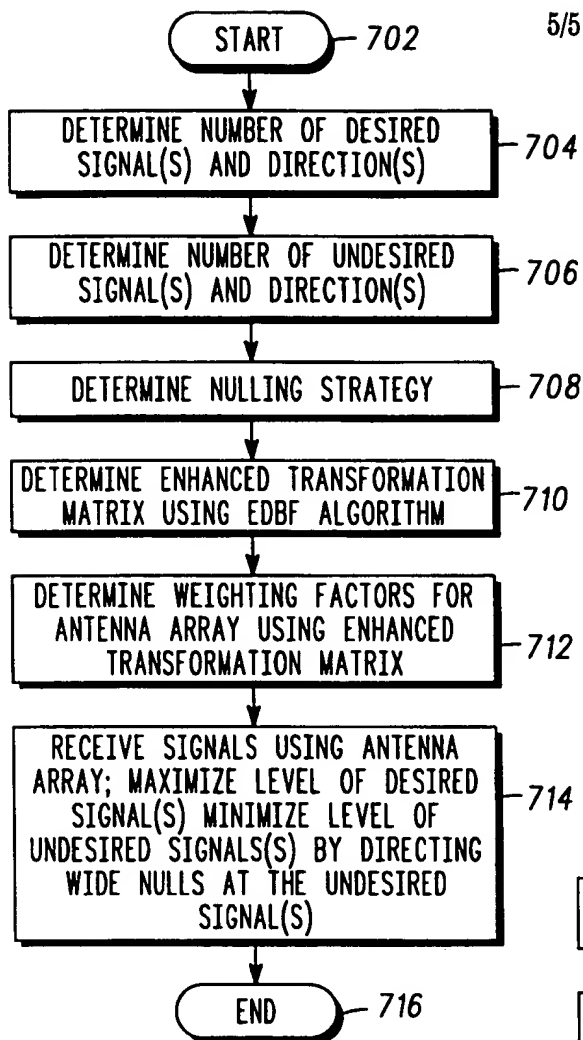 START
702
5/5
DETERMINE NUMBER OF DESIRED
SIGNAL(S) AND DIRECTION(S)
704
DETERMINE NUMBER OF UNDESIRED
SIGNAL(S) AND DIRECTION(S)
706
DETERMINE NULLING STRATEGY
708
DETERMINE ENHANCED TRANSFORMATION
MATRIX USING EDBF ALGORITHM
710
DETERMINE WEIGHTING FACTORS FOR
ANTENNA ARRAY USING ENHANCED
TRANSFORMATION MATRIX
712
RECEIVE SIGNALS USING ANTENNA
ARRAY; MAXIMIZE LEVEL OF DESIRED
SIGNAL(S) MINIMIZE LEVEL OF
UNDESIRED SIGNALS(S) BY DIRECTING
WIDE NULLS AT THE UNDESIRED
SIGNAL(S)
714
END
716